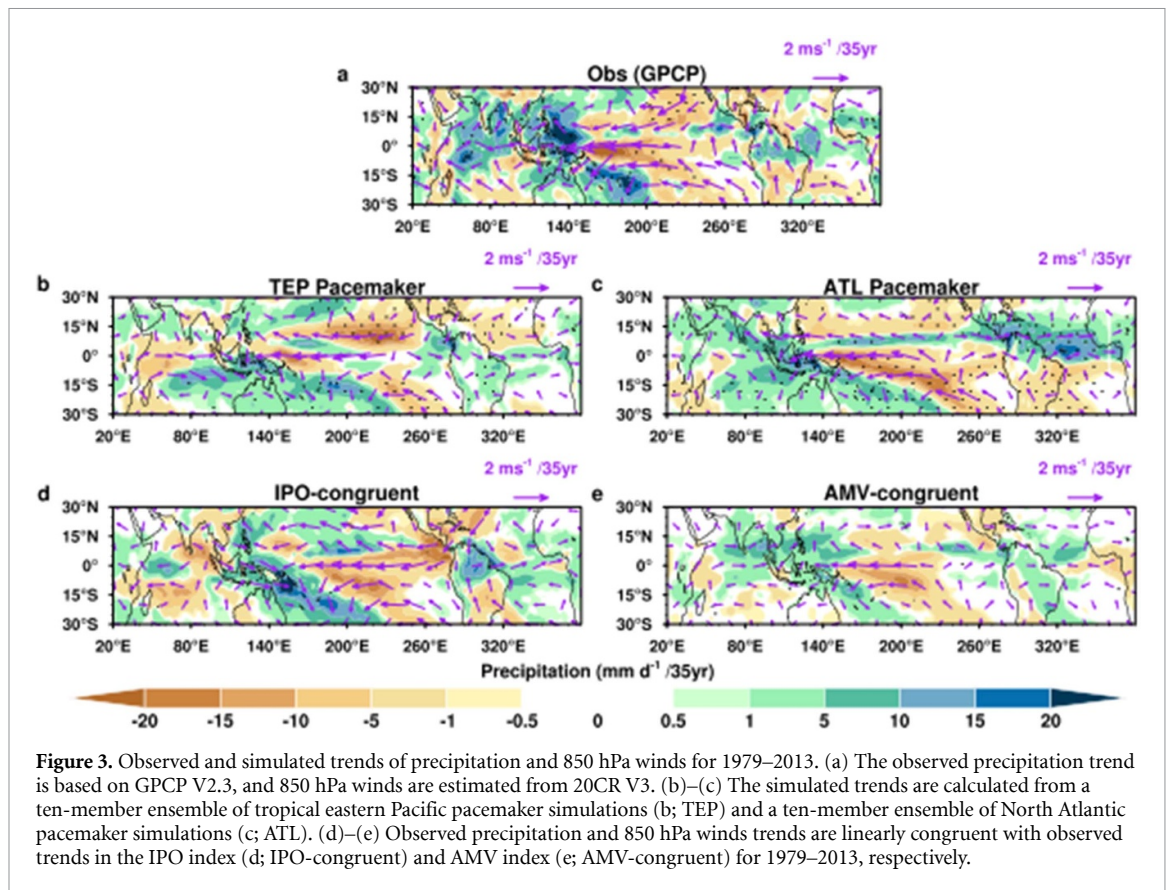 2 ms⁻¹ /35yr
a Obs (GPCP)
30°N
15°N
0°
15°S
30°S
20°E 80°E 140°E 200°E 260°E 320°E
2 ms⁻¹ /35yr
b TEP Pacemaker
30°N
15°N
0°
15°S
30°S
20°E 80°E 140°E 200°E 260°E 320°E
2 ms⁻¹ /35yr
c ATL Pacemaker
30°N
15°N
0°
15°S
30°S
20°E 80°E 140°E 200°E 260°E 320°E
2 ms⁻¹ /35yr
d IPO-congruent
30°N
15°N
0°
15°S
30°S
20°E 80°E 140°E 200°E 260°E 320°E
2 ms⁻¹ /35yr
e AMV-congruent
30°N
15°N
0°
15°S
30°S
20°E 80°E 140°E 200°E 260°E 320°E
Precipitation (mm d⁻¹ /35yr)
-20 -15 -10 -5 -1 -0.5 0 0.5 1 5 10 15 20
Figure 3. Observed and simulated trends of precipitation and 850 hPa winds for 1979–2013. (a) The observed precipitation trend
is based on GPCP V2.3, and 850 hPa winds are estimated from 20CR V3. (b)–(c) The simulated trends are calculated from a
ten-member ensemble of tropical eastern Pacific pacemaker simulations (b; TEP) and a ten-member ensemble of North Atlantic
pacemaker simulations (c; ATL). (d)–(e) Observed precipitation and 850 hPa winds trends are linearly congruent with observed
trends in the IPO index (d; IPO-congruent) and AMV index (e; AMV-congruent) for 1979–2013, respectively.